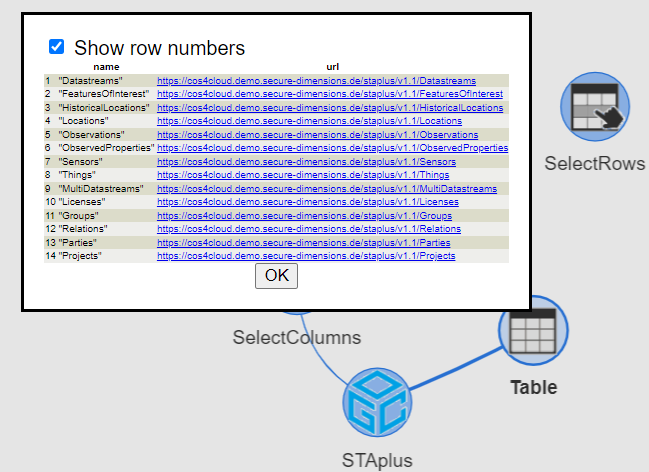 Show row numbers
name url
1 "Datastreams" https://cos4cloud.demo.secure-dimensions.de/staplus/v1.1/Datastreams
2 "FeaturesOfInterest" https://cos4cloud.demo.secure-dimensions.de/staplus/v1.1/FeaturesOfInterest
3 "HistoricalLocations" https://cos4cloud.demo.secure-dimensions.de/staplus/v1.1/HistoricalLocations
4 "Locations" https://cos4cloud.demo.secure-dimensions.de/staplus/v1.1/Locations
5 "Observations" https://cos4cloud.demo.secure-dimensions.de/staplus/v1.1/Observations
6 "ObservedProperties" https://cos4cloud.demo.secure-dimensions.de/staplus/v1.1/ObservedProperties
7 "Sensors" https://cos4cloud.demo.secure-dimensions.de/staplus/v1.1/Sensors
8 "Things" https://cos4cloud.demo.secure-dimensions.de/staplus/v1.1/Things
9 "MultiDatastreams" https://cos4cloud.demo.secure-dimensions.de/staplus/v1.1/MultiDatastreams
10 "Licenses" https://cos4cloud.demo.secure-dimensions.de/staplus/v1.1/Licenses
11 "Groups" https://cos4cloud.demo.secure-dimensions.de/staplus/v1.1/Groups
12 "Relations" https://cos4cloud.demo.secure-dimensions.de/staplus/v1.1/Relations
13 "Parties" https://cos4cloud.demo.secure-dimensions.de/staplus/v1.1/Parties
14 "Projects" https://cos4cloud.demo.secure-dimensions.de/staplus/v1.1/Projects
OK
SelectRows
SelectColumns
Table
OGC
STAplus